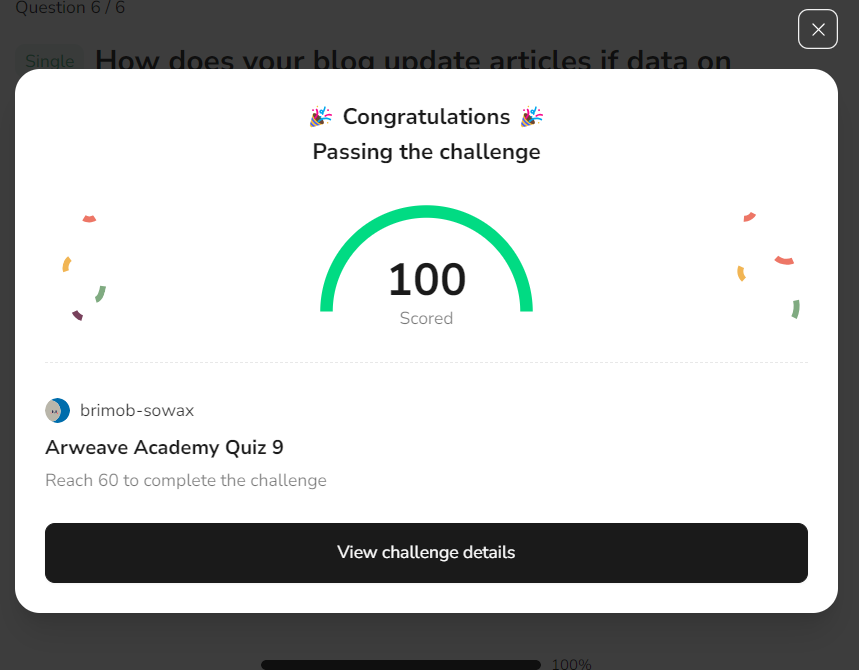 Question 6 / 6
Single How does your blog update articles if data on
🎉 Congratulations 🎉
Passing the challenge
100
Scored
brimob-sowax
Arweave Academy Quiz 9
Reach 60 to complete the challenge
View challenge details
100%